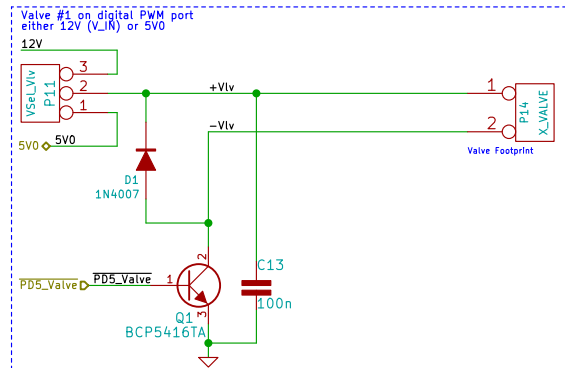 Valve #1 on digital PWM port
either 12V (V_IN) or 5V0
12V
VSel_Vlv
P11
3
2
1
+Vlv
1
2
P14
X_VALVE
-Vlv
5V0
5V0
Valve Footprint
D1
1N4007
2
C13
PD5_Valve
PD5_Valve
1
100n
3
Q1
BCP5416TA